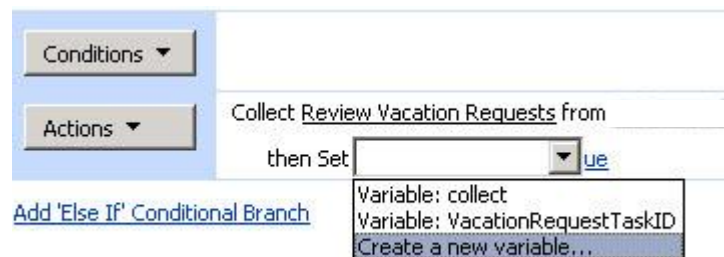 Conditions
Collect Review Vacation Requests from
Actions
then Set ue
Variable: collect
Variable: VacationRequestTaskID
Create a new variable...
Add 'Else If' Conditional Branch